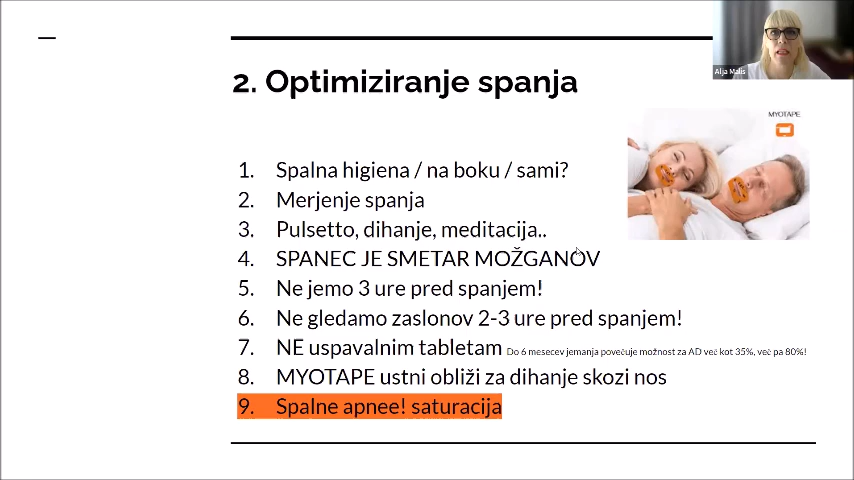 Alja Malis
2. Optimiziranje spanja
MYOTAPE
1. Spalna higiena / na boku / sami?
2. Merjenje spanja
3. Pulsetto, dihanje, meditacija..
4. SPANEC JE SMETAR MOŽGANOV
5. Ne jemo 3 ure pred spanjem!
6. Ne gledamo zaslonov 2-3 ure pred spanjem!
7. NE uspavalnim tabletam Do 6 mesecev jemanja povečuje možnost za AD več kot 35%, več pa 80%!
8. MYOTAPE ustni obliži za dihanje skozi nos
9. Spalne apnee! saturacija